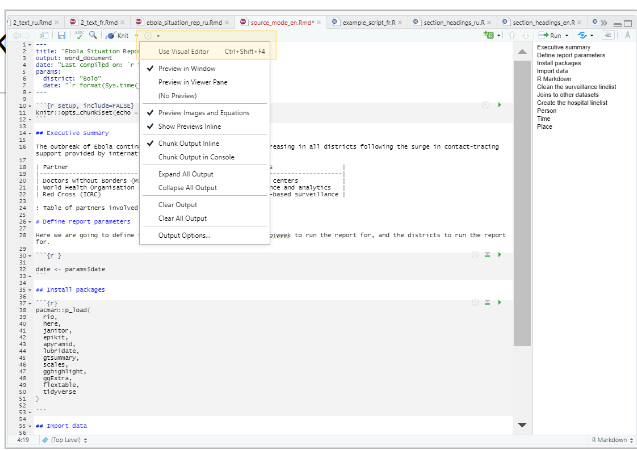 2_text_ru.Rmd × 2_text_fr.Rmd × ebola_situation_rep_ru.Rmd × source_mode_en.Rmd* × example_script_fr.R × section_headings_ru.R × section_headings_en.R ×
Knit Run
1 ---
2 title: "Ebola Situation Rep
3 output: word_document
4 date: "Last compiled on: `r
5 params:
6 district: "Bolo"
7 date: "`r format(Sys.time()
8 ---
9
10 ```{r setup, include=FALSE}
11 knitr::opts_chunk$set(echo =
12 ```
13
14 ## Executive summary
15
16 The outbreak of Ebola contin reasing in all districts following the surge in contact-tracing
support provided by internat
17
18 | Partner s |
19
20 | Doctors without Borders (M centers |
21 | World Health Organisation nce and analytics |
22 | Red Cross (ICRC) -based surveillance |
23
24 : Table of partners involved
25
26 # Define report parameters
27
28 Here we are going to define epiweek to run the report for, and the districts to run the report
for.
29
30 ```{r }
31
32 date <- params$date
33 ```
34
35 ## Install packages
36
37 ```{r}
38 pacman::p_load(
39 rio,
40 here,
41 janitor,
42 epikit,
43 apyramid,
44 lubridate,
45 gtsummary,
46 scales,
47 gghighlight,
48 ggExtra,
49 flextable,
50 tidyverse
51 )
52
53 ```
54
55 ## Import data
56
Use Visual Editor Ctrl+Shift+F4
Preview in Window
Preview in Viewer Pane
(No Preview)
Preview Images and Equations
Show Previews Inline
Chunk Output Inline
Chunk Output in Console
Expand All Output
Collapse All Output
Clear Output
Clear All Output
Output Options...
Executive summary
Define report parameters
Install packages
Import data
R Markdown
Clean the surveillance linelist
Joins to other datasets
Create the hospital linelist
Person
Time
Place
4:19 (Top Level) R Markdown